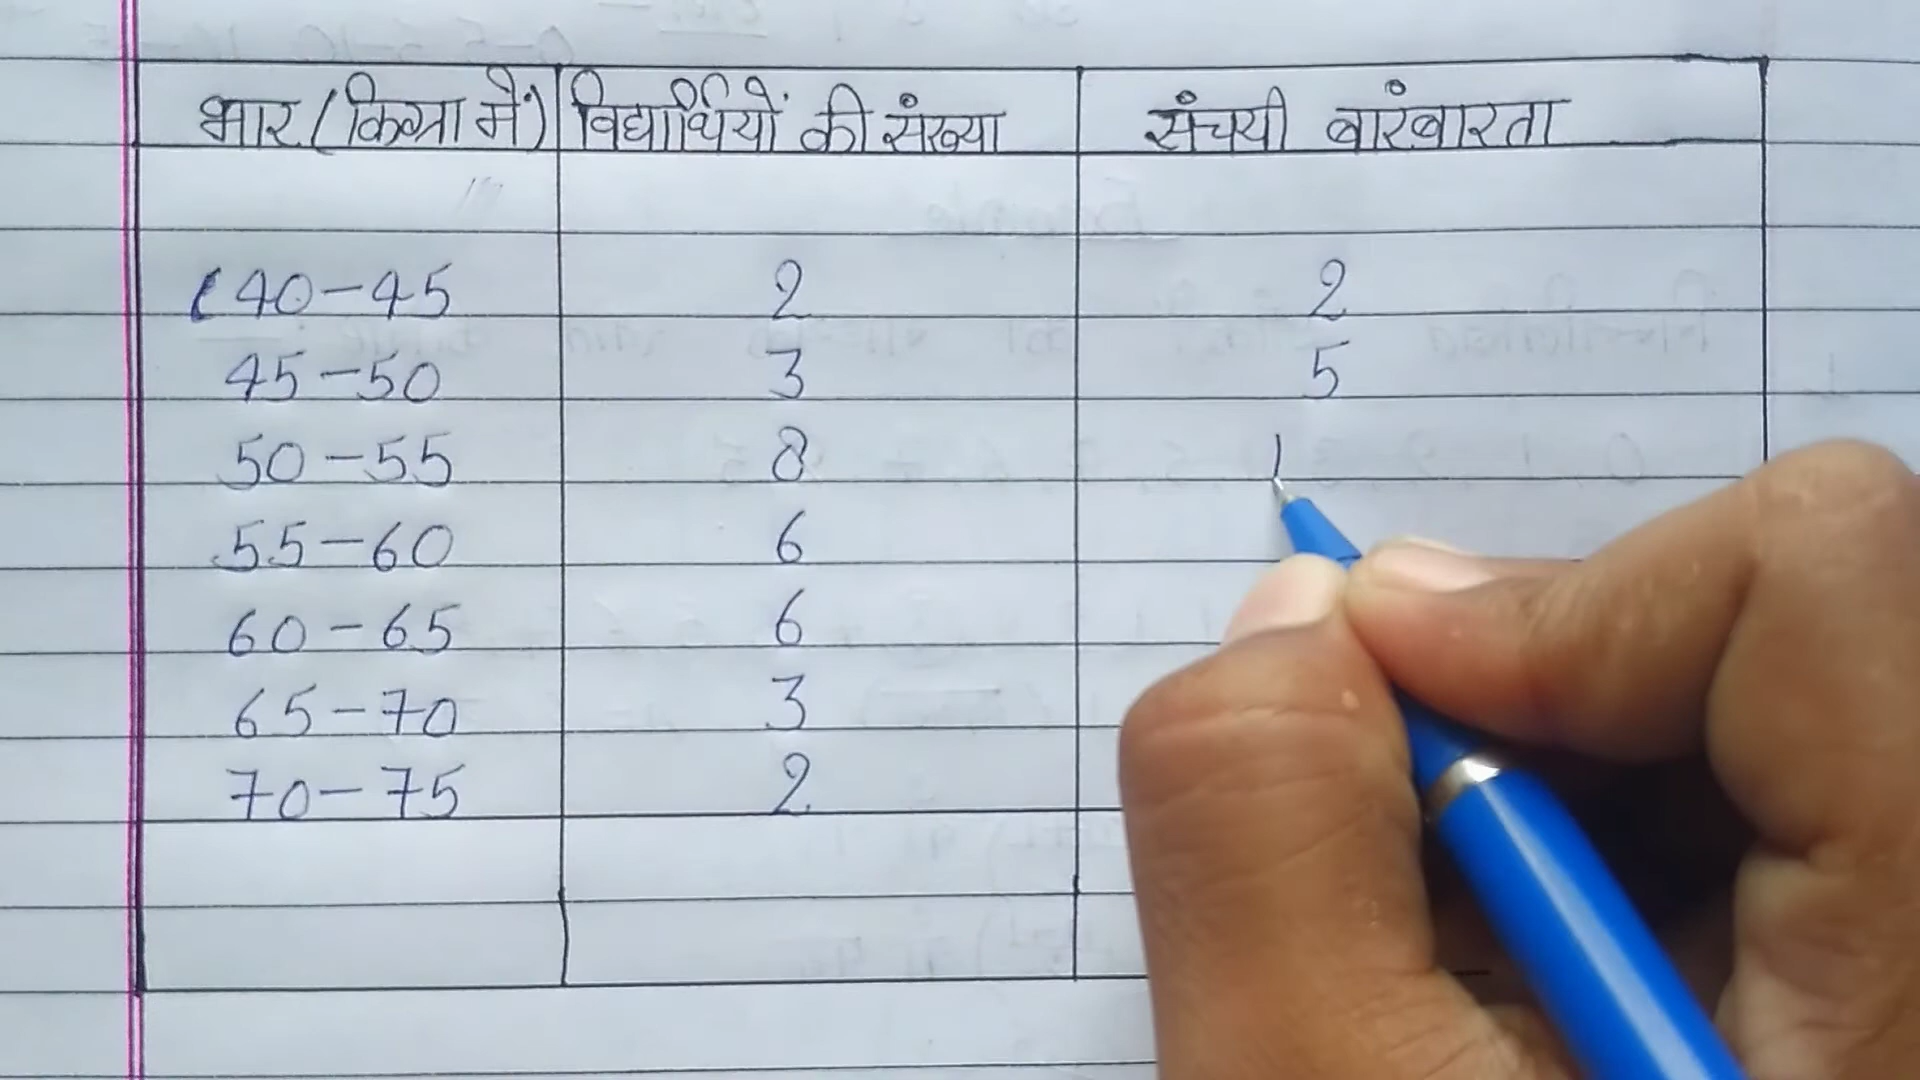 भार (किग्रा में) विद्यार्थियों की संख्या संचयी बारंबारता
40-45 2 2
45-50 3 5
50-55 8 1
55-60 6
60-65 6
65-70 3
70-75 2